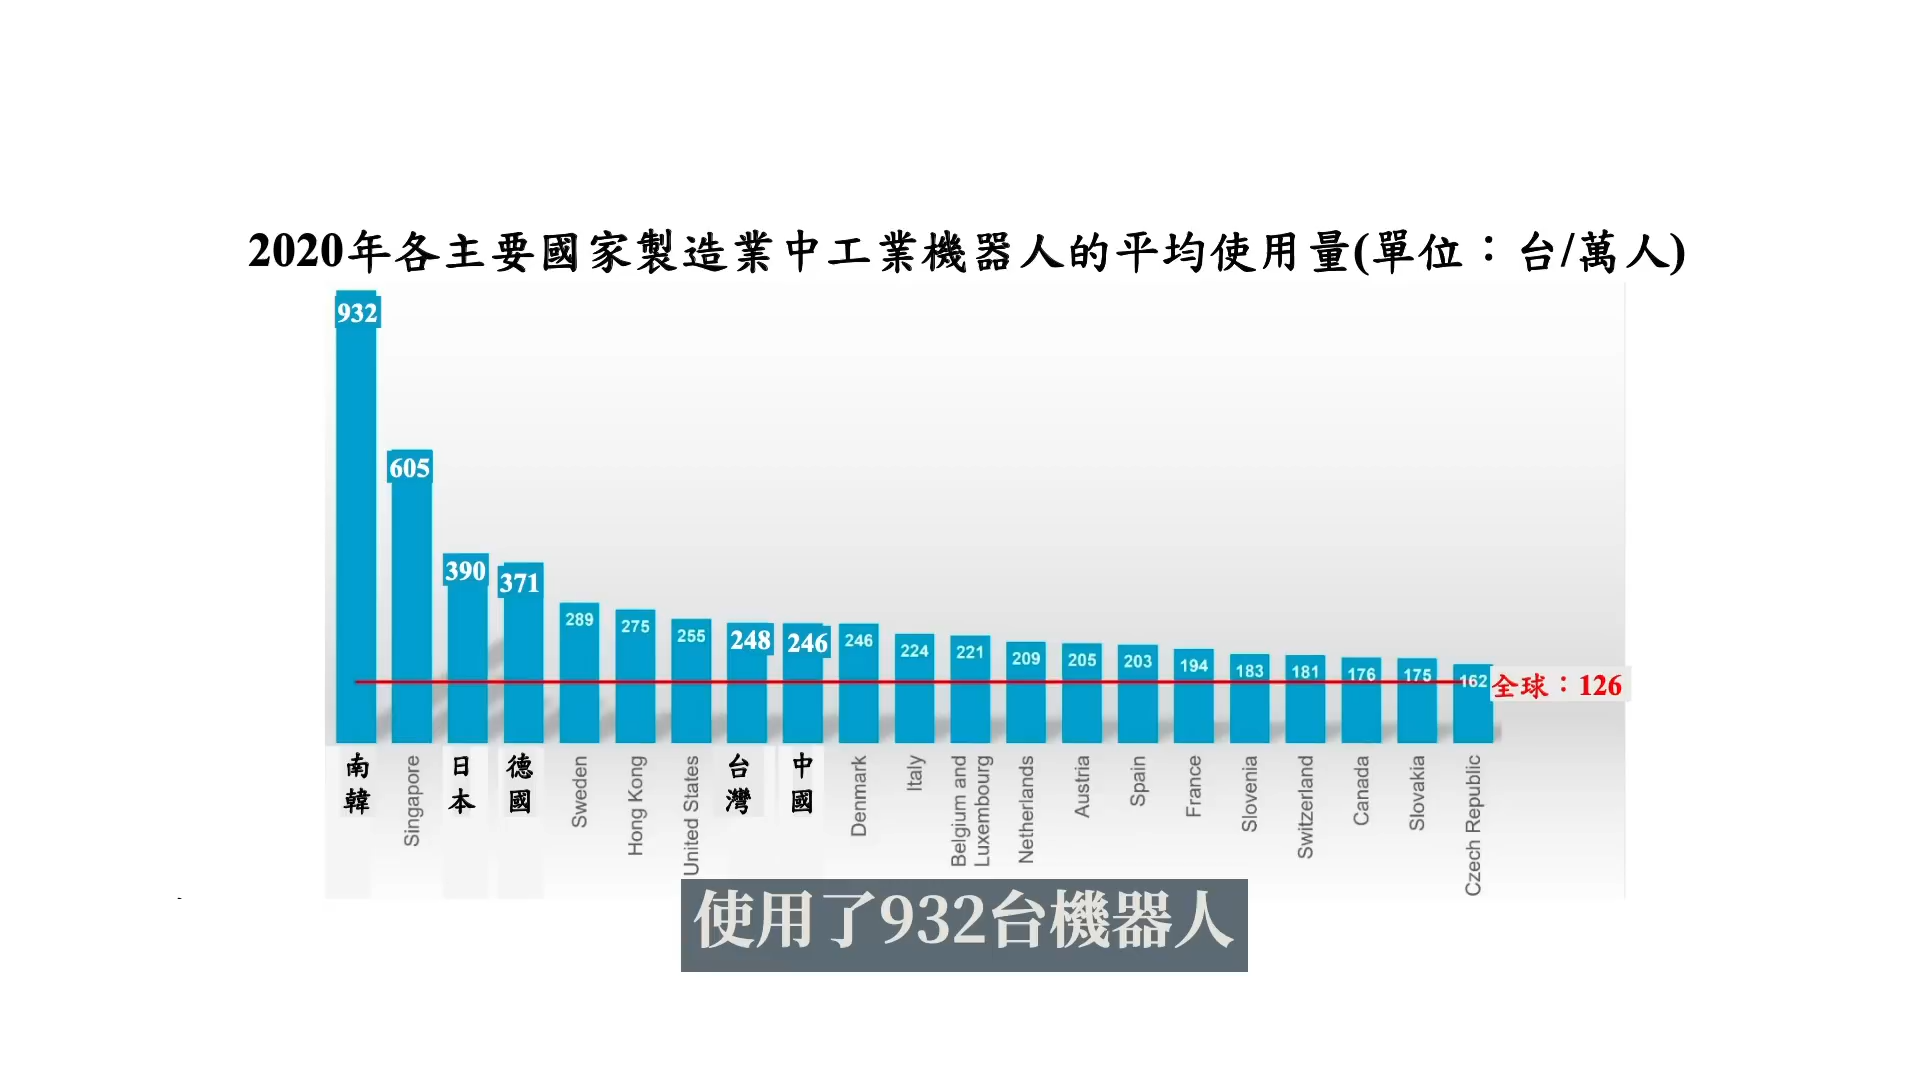 2020年各主要國家製造業中工業機器人的平均使用量(單位：台/萬人)
932
605
390
371
289
275
255
248
246
246
224
221
209
205
203
194
183
181
176
175
162
全球：126
南韓
Singapore
日本
德國
Sweden
Hong Kong
United States
台灣
中國
Denmark
Italy
Belgium and
Luxembourg
Netherlands
Austria
Spain
France
Slovenia
Switzerland
Canada
Slovakia
Czech Republic
使用了932台機器人